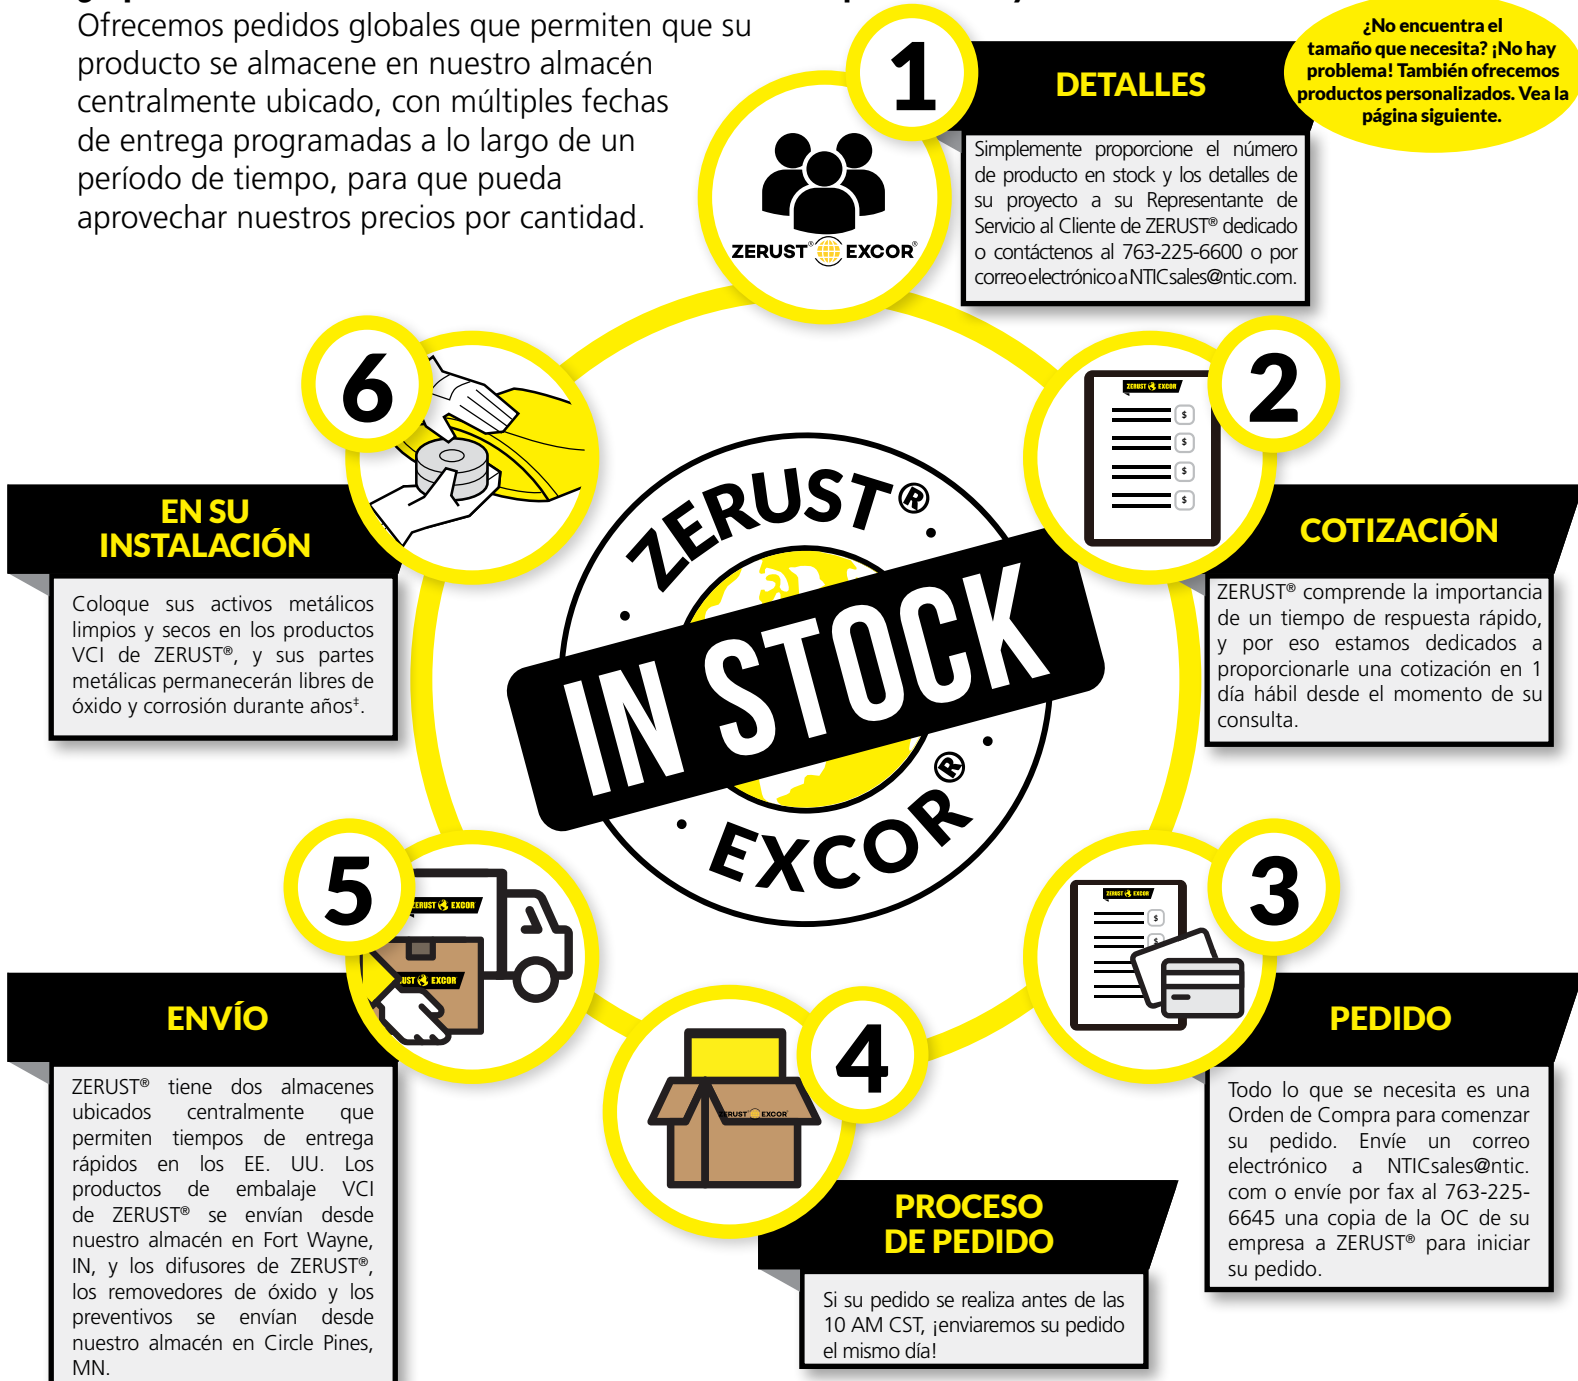 Ofrecemos pedidos globales que permiten que su
producto se almacene en nuestro almacén
centralmente ubicado, con múltiples fechas
de entrega programadas a lo largo de un
período de tiempo, para que pueda
aprovechar nuestros precios por cantidad.
¿No encuentra el
tamaño que necesita? ¡No hay
problema! También ofrecemos
productos personalizados. Vea la
página siguiente.
1
DETALLES
Simplemente proporcione el número
de producto en stock y los detalles de
su proyecto a su Representante de
Servicio al Cliente de ZERUST® dedicado
o contáctenos al 763-225-6600 o por
correo electrónico a NTICsales@ntic.com.
ZERUST® EXCOR®
2
ZERUST EXCOR
$
$
$
$
COTIZACIÓN
ZERUST® comprende la importancia
de un tiempo de respuesta rápido,
y por eso estamos dedicados a
proporcionarle una cotización en 1
día hábil desde el momento de su
consulta.
3
ZERUST EXCOR
$
$
PEDIDO
Todo lo que se necesita es una
Orden de Compra para comenzar
su pedido. Envíe un correo
electrónico a NTICsales@ntic.
com o envíe por fax al 763-225-
6645 una copia de la OC de su
empresa a ZERUST® para iniciar
su pedido.
4
ZERUST EXCOR
PROCESO
DE PEDIDO
Si su pedido se realiza antes de las
10 AM CST, ¡enviaremos su pedido
el mismo día!
5
ZERUST EXCOR
UST EXCOR
ENVÍO
ZERUST® tiene dos almacenes
ubicados centralmente que
permiten tiempos de entrega
rápidos en los EE. UU. Los
productos de embalaje VCI
de ZERUST® se envían desde
nuestro almacén en Fort Wayne,
IN, y los difusores de ZERUST®,
los removedores de óxido y los
preventivos se envían desde
nuestro almacén en Circle Pines,
MN.
6
EN SU
INSTALACIÓN
Coloque sus activos metálicos
limpios y secos en los productos
VCI de ZERUST®, y sus partes
metálicas permanecerán libres de
óxido y corrosión durante años‡.
ZERUST®
IN STOCK
EXCOR®